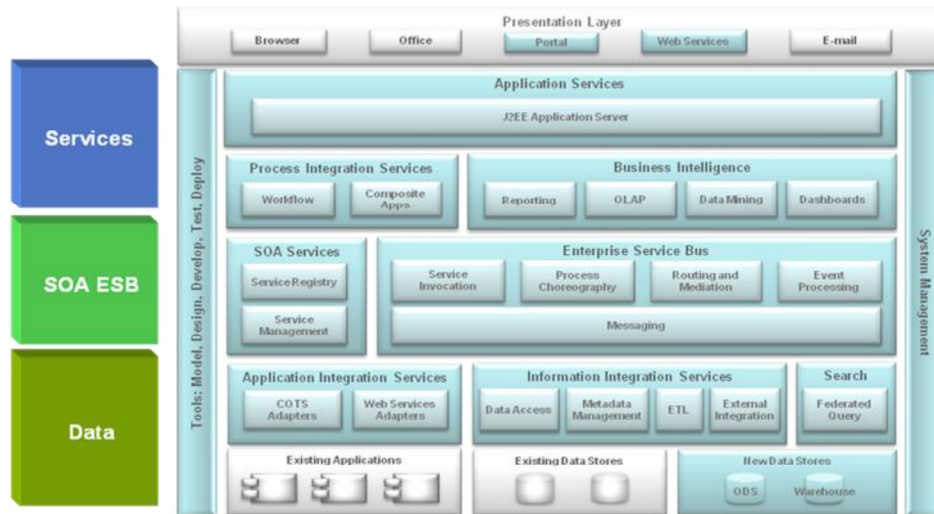 Presentation Layer
Browser
Office
Portal
Web Services
E-mail
Services
SOA ESB
Data
Tools: Model, Design, Develop, Test, Deploy
System Management
Application Services
J2EE Application Server
Process Integration Services
Workflow
Composite
Apps
Business Intelligence
Reporting
OLAP
Data Mining
Dashboards
SOA Services
Service Registry
Service
Management
Enterprise Service Bus
Service
Invocation
Process
Choreography
Routing and
Mediation
Event
Processing
Messaging
Application Integration Services
COTS
Adapters
Web Services
Adapters
Information Integration Services
Data Access
Metadata
Management
ETL
External
Integration
Search
Federated
Query
Existing Applications
Existing Data Stores
New Data Stores
ODS
Warehouse